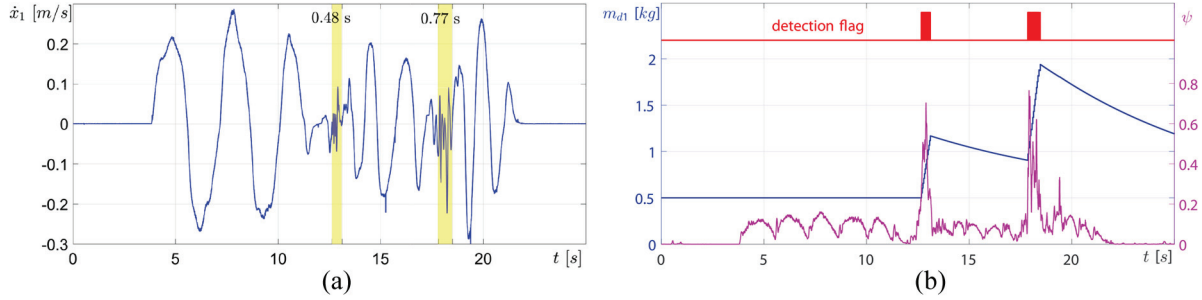 ẋ₁ [m/s]
0.48 s
0.77 s
0.2
0.1
0
-0.1
-0.2
-0.3
0
5
10
15
20
t [s]
(a)
m_{d1} [kg]
ψ
detection flag
2
1.5
1
0.5
0
0.8
0.6
0.4
0.2
0
0
5
10
15
20
t [s]
(b)